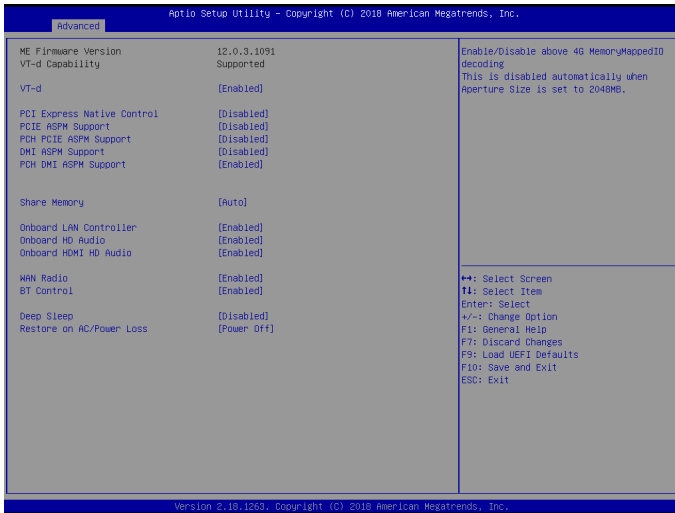 Aptio Setup Utility – Copyright (C) 2018 American Megatrends, Inc.
Advanced
ME Firmware Version 12.0.3.1091
VT-d Capability Supported
VT-d [Enabled]
PCI Express Native Control [Disabled]
PCIE ASPM Support [Disabled]
PCH PCIE ASPM Support [Disabled]
DMI ASPM Support [Disabled]
PCH DMI ASPM Support [Enabled]
Share Memory [Auto]
Onboard LAN Controller [Enabled]
Onboard HD Audio [Enabled]
Onboard HDMI HD Audio [Enabled]
WAN Radio [Enabled]
BT Control [Enabled]
Deep Sleep [Disabled]
Restore on AC/Power Loss [Power Off]
Enable/Disable above 4G MemoryMappedIO
decoding
This is disabled automatically when
Aperture Size is set to 2048MB.
↔: Select Screen
↑↓: Select Item
Enter: Select
+/-: Change Option
F1: General Help
F7: Discard Changes
F9: Load UEFI Defaults
F10: Save and Exit
ESC: Exit
Version 2.18.1263. Copyright (C) 2018 American Megatrends, Inc.